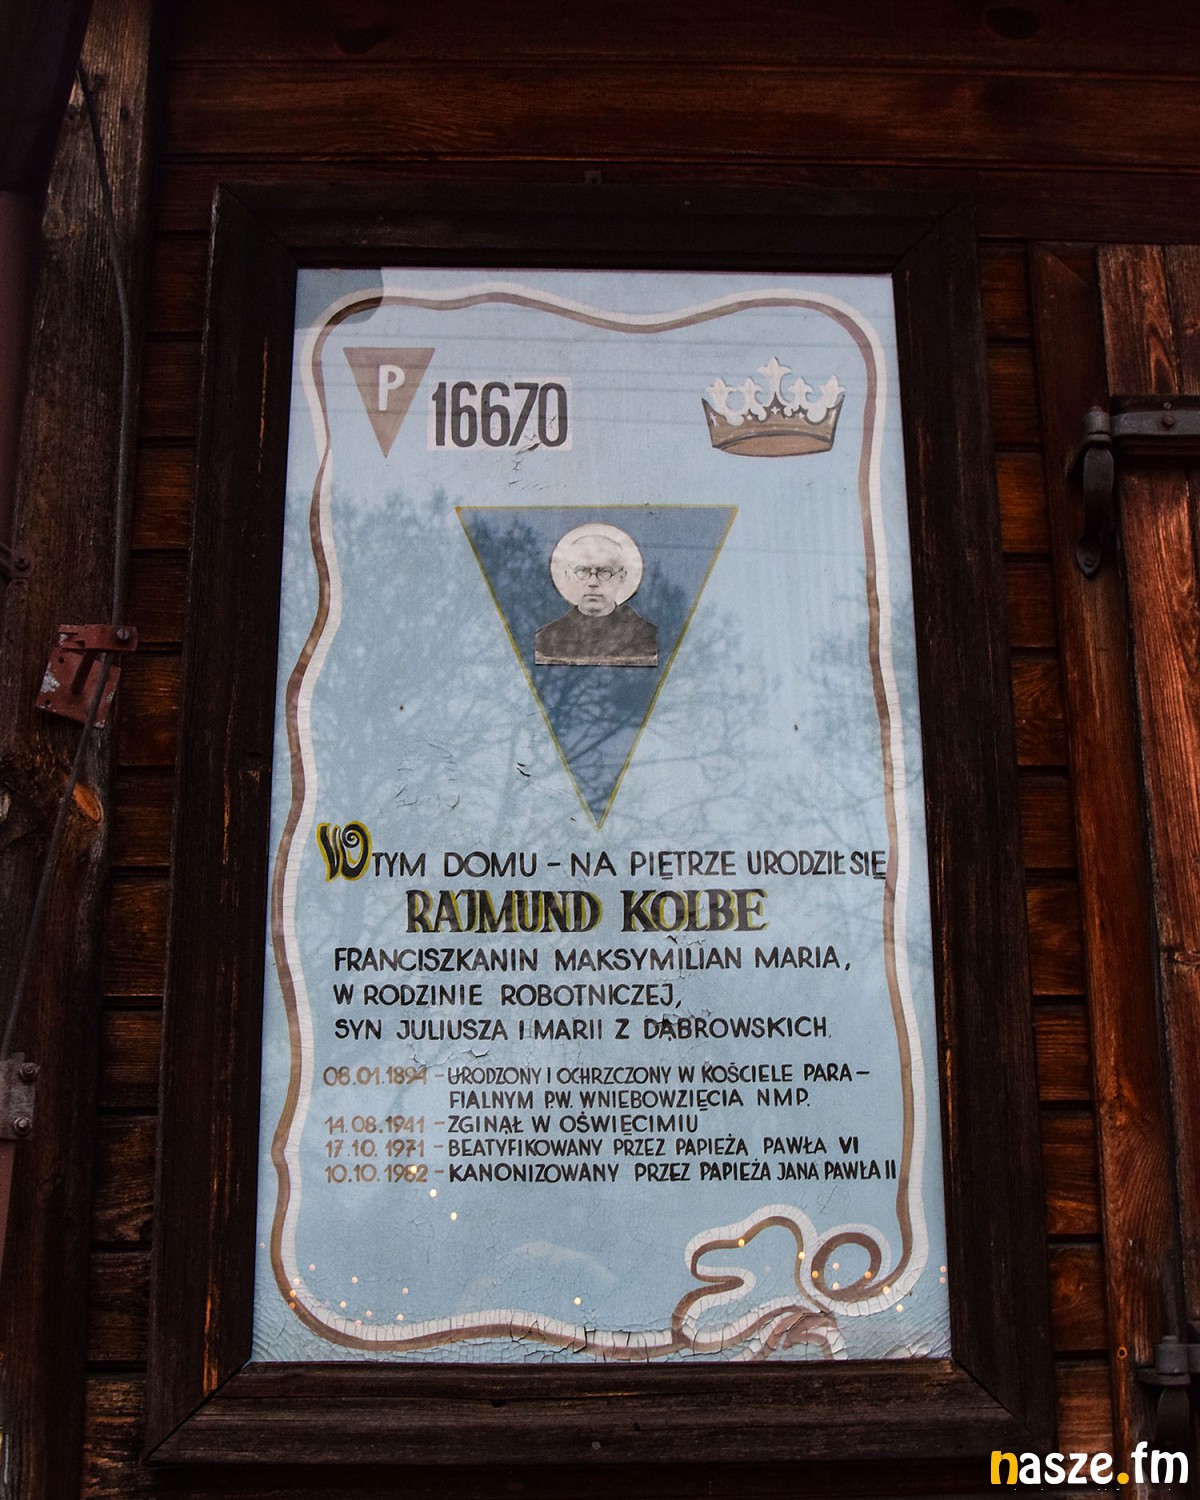 P 16670
W TYM DOMU – NA PIĘTRZE URODZIŁ SIĘ
RAJMUND KOLBE
FRANCISZKANIN MAKSYMILIAN MARIA,
W RODZINIE ROBOTNICZEJ,
SYN JULIUSZA I MARII Z DĄBROWSKICH.
08.01.1894 – URODZONY I OCHRZCZONY W KOŚCIELE PARA –
FIALNYM P.W. WNIEBOWZIĘCIA NMP.
14.08.1941 – ZGINĄŁ W OŚWIĘCIMIU
17.10.1971 – BEATYFIKOWANY PRZEZ PAPIEŻA PAWŁA VI
10.10.1982 – KANONIZOWANY PRZEZ PAPIEŻA JANA PAWŁA II
nasze.fm